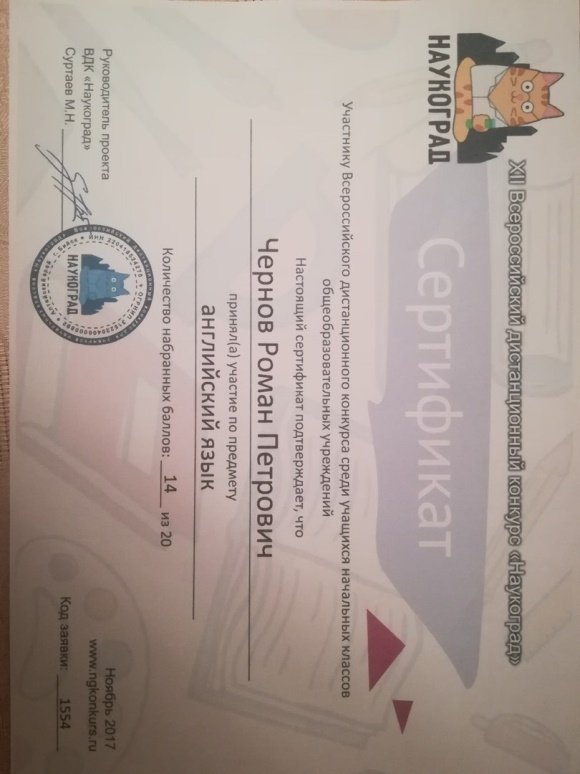 XII Всероссийский дистанционный конкурс «Наукоград»
НАУКОГРАД
Сертификат
Участнику Всероссийского дистанционного конкурса среди учащихся начальных классов
общеобразовательных учреждений
Настоящий сертификат подтверждает, что
Чернов Роман Петрович
принял(а) участие по предмету
английский язык
Количество набранных баллов: 14 из 20
Руководитель проекта
ВДК «Наукоград»
Суртаев М.Н.
НАУКОГРАД
Ноябрь 2017
www.ngkonkurs.ru
Код заявки: 1554